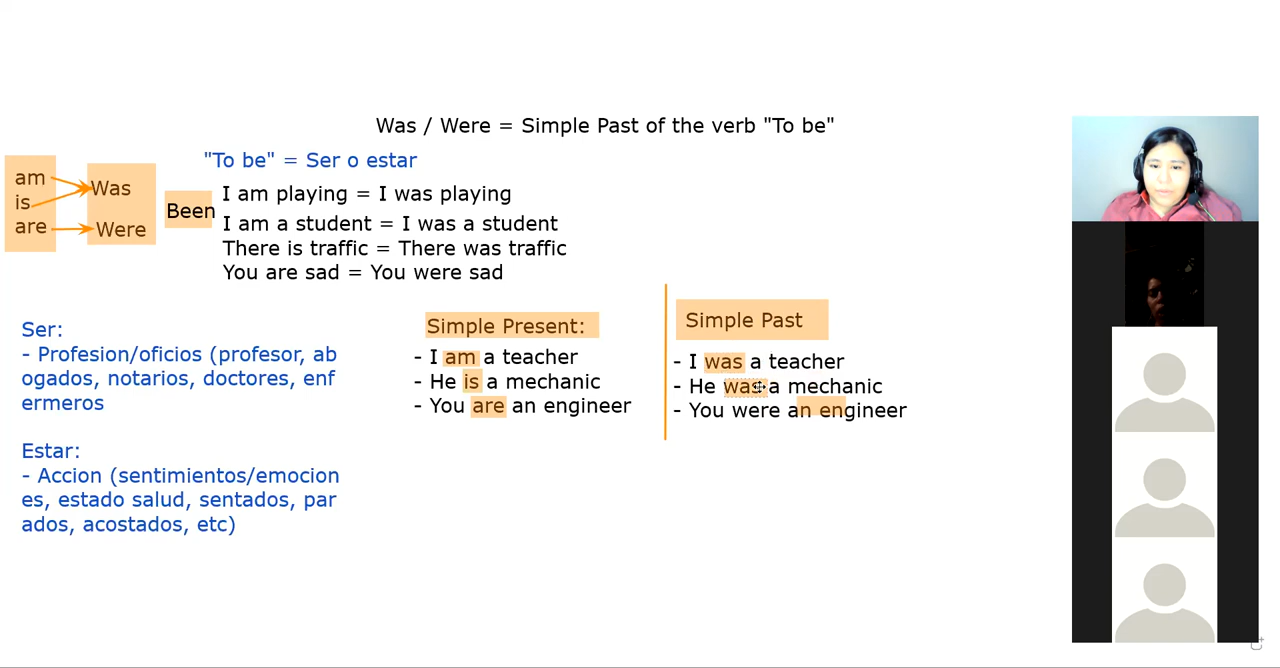 Was / Were = Simple Past of the verb "To be"
"To be" = Ser o estar
am
is
are
Was
Were
Been
I am playing = I was playing
I am a student = I was a student
There is traffic = There was traffic
You are sad = You were sad
Ser:
- Profesion/oficios (profesor, ab
ogados, notarios, doctores, enf
ermeros
Estar:
- Accion (sentimientos/emocion
es, estado salud, sentados, par
ados, acostados, etc)
Simple Present:
- I am a teacher
- He is a mechanic
- You are an engineer
Simple Past
- I was a teacher
- He was a mechanic
- You were an engineer